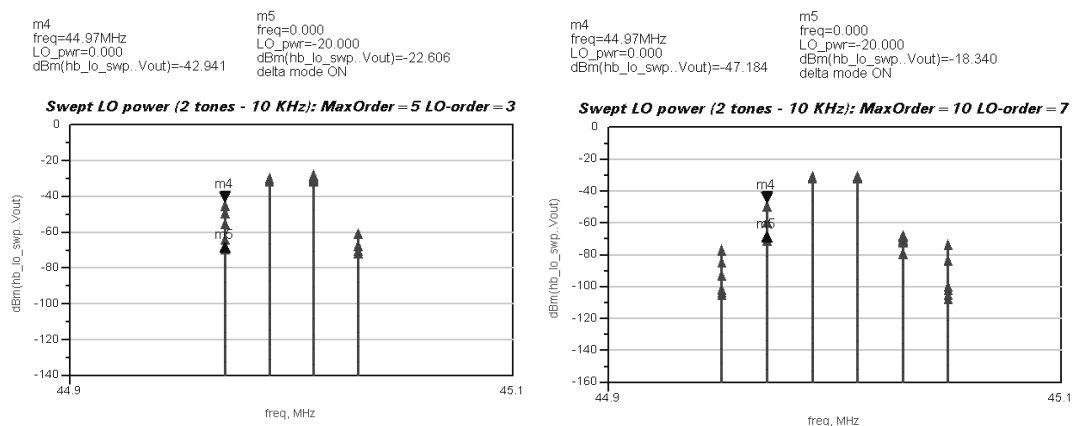 m4
freq=44.97MHz
LO_pwr=0.000
dBm(hb_lo_swp..Vout)=-42.941
m5
freq=0.000
LO_pwr=-20.000
dBm(hb_lo_swp..Vout)=-22.606
delta mode ON
Swept LO power (2 tones - 10 KHz): MaxOrder=5 LO-order=3
dBm(hb_lo_swp..Vout)
0
-20
-40
-60
-80
-100
-120
-140
m4
m5
44.9
45.1
freq, MHz
m4
freq=44.97MHz
LO_pwr=0.000
dBm(hb_lo_swp..Vout)=-47.184
m5
freq=0.000
LO_pwr=-20.000
dBm(hb_lo_swp..Vout)=-18.340
delta mode ON
Swept LO power (2 tones - 10 KHz): MaxOrder=10 LO-order=7
dBm(hb_lo_swp..Vout)
0
-20
-40
-60
-80
-100
-120
-140
-160
m4
m5
44.9
45.1
freq, MHz